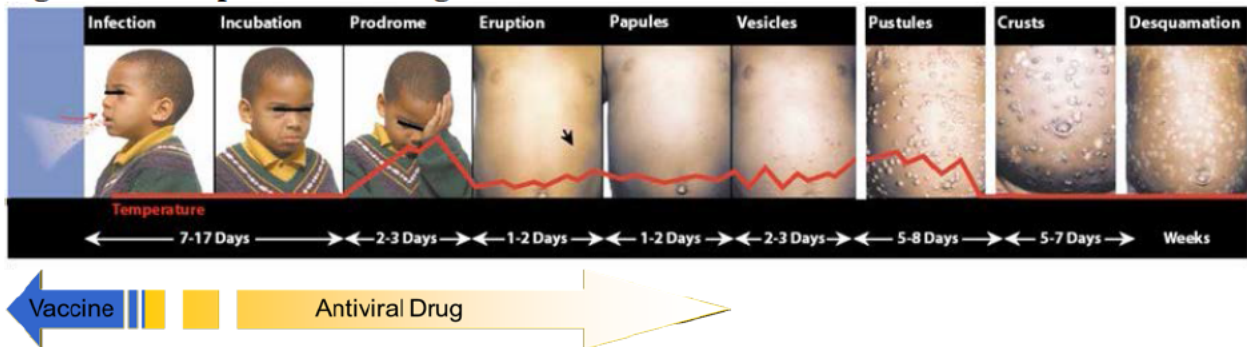 Infection Incubation Prodrome Eruption Papules Vesicles Pustules Crusts Desquamation
Temperature
7-17 Days 2-3 Days 1-2 Days 1-2 Days 2-3 Days 5-8 Days 5-7 Days Weeks
Vaccine Antiviral Drug